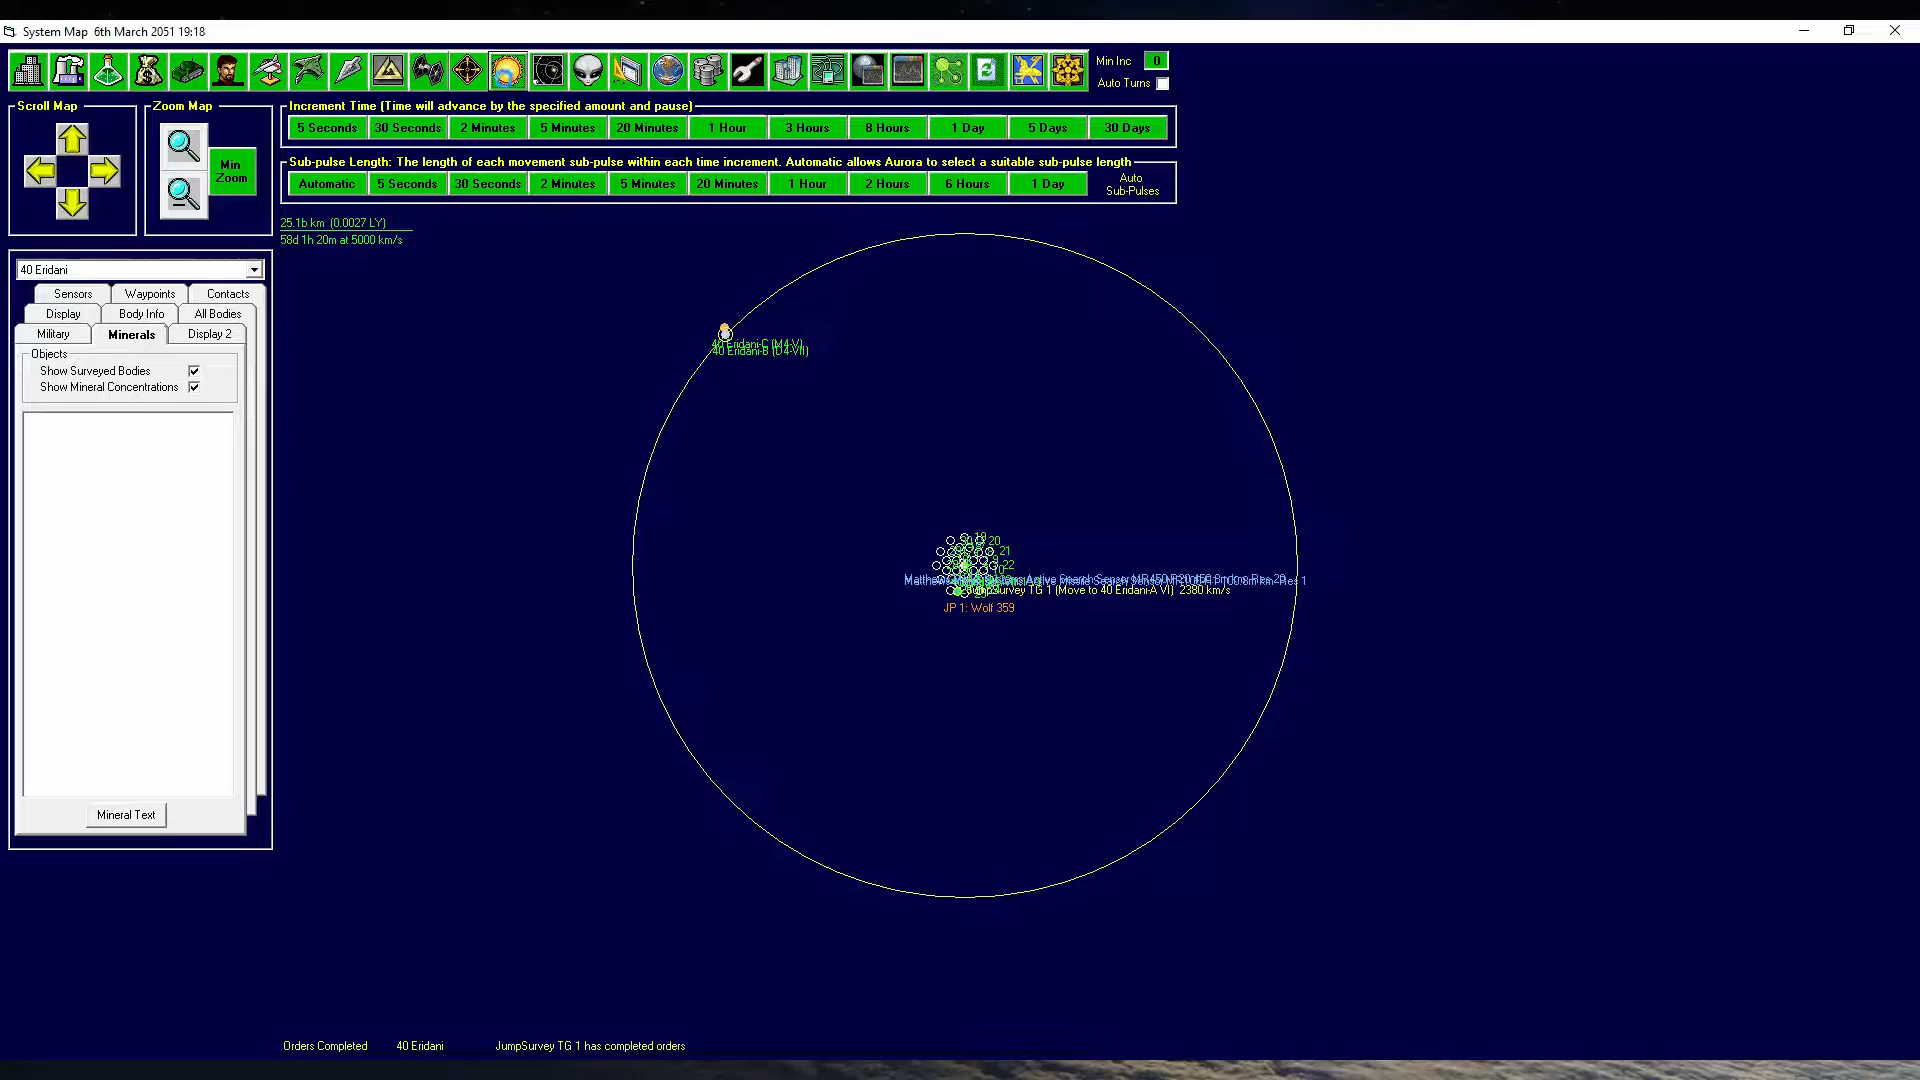 System Map 6th March 2051 19:18
Min Inc 0
Auto Turns
Scroll Map
Zoom Map
Min Zoom
Increment Time (Time will advance by the specified amount and pause)
5 Seconds 30 Seconds 2 Minutes 5 Minutes 20 Minutes 1 Hour 3 Hours 8 Hours 1 Day 5 Days 30 Days
Sub-pulse Length: The length of each movement sub-pulse within each time increment. Automatic allows Aurora to select a suitable sub-pulse length
Automatic 5 Seconds 30 Seconds 2 Minutes 5 Minutes 20 Minutes 1 Hour 2 Hours 6 Hours 1 Day
Auto Sub-Pulses
25.1b km (0.0027 LY)
58d 1h 20m at 5000 km/s
40 Eridani
Sensors Waypoints Contacts
Display Body Info All Bodies
Military Minerals Display 2
Objects
Show Surveyed Bodies
Show Mineral Concentrations
Mineral Text
40 Eridani-C (M4-V)
40 Eridani-B (D4-VII)
19
20
21
22
JumpSurvey TG 1 (Move to 40 Eridani-A VI) 2380 km/s
JP 1: Wolf 359
Orders Completed 40 Eridani JumpSurvey TG 1 has completed orders